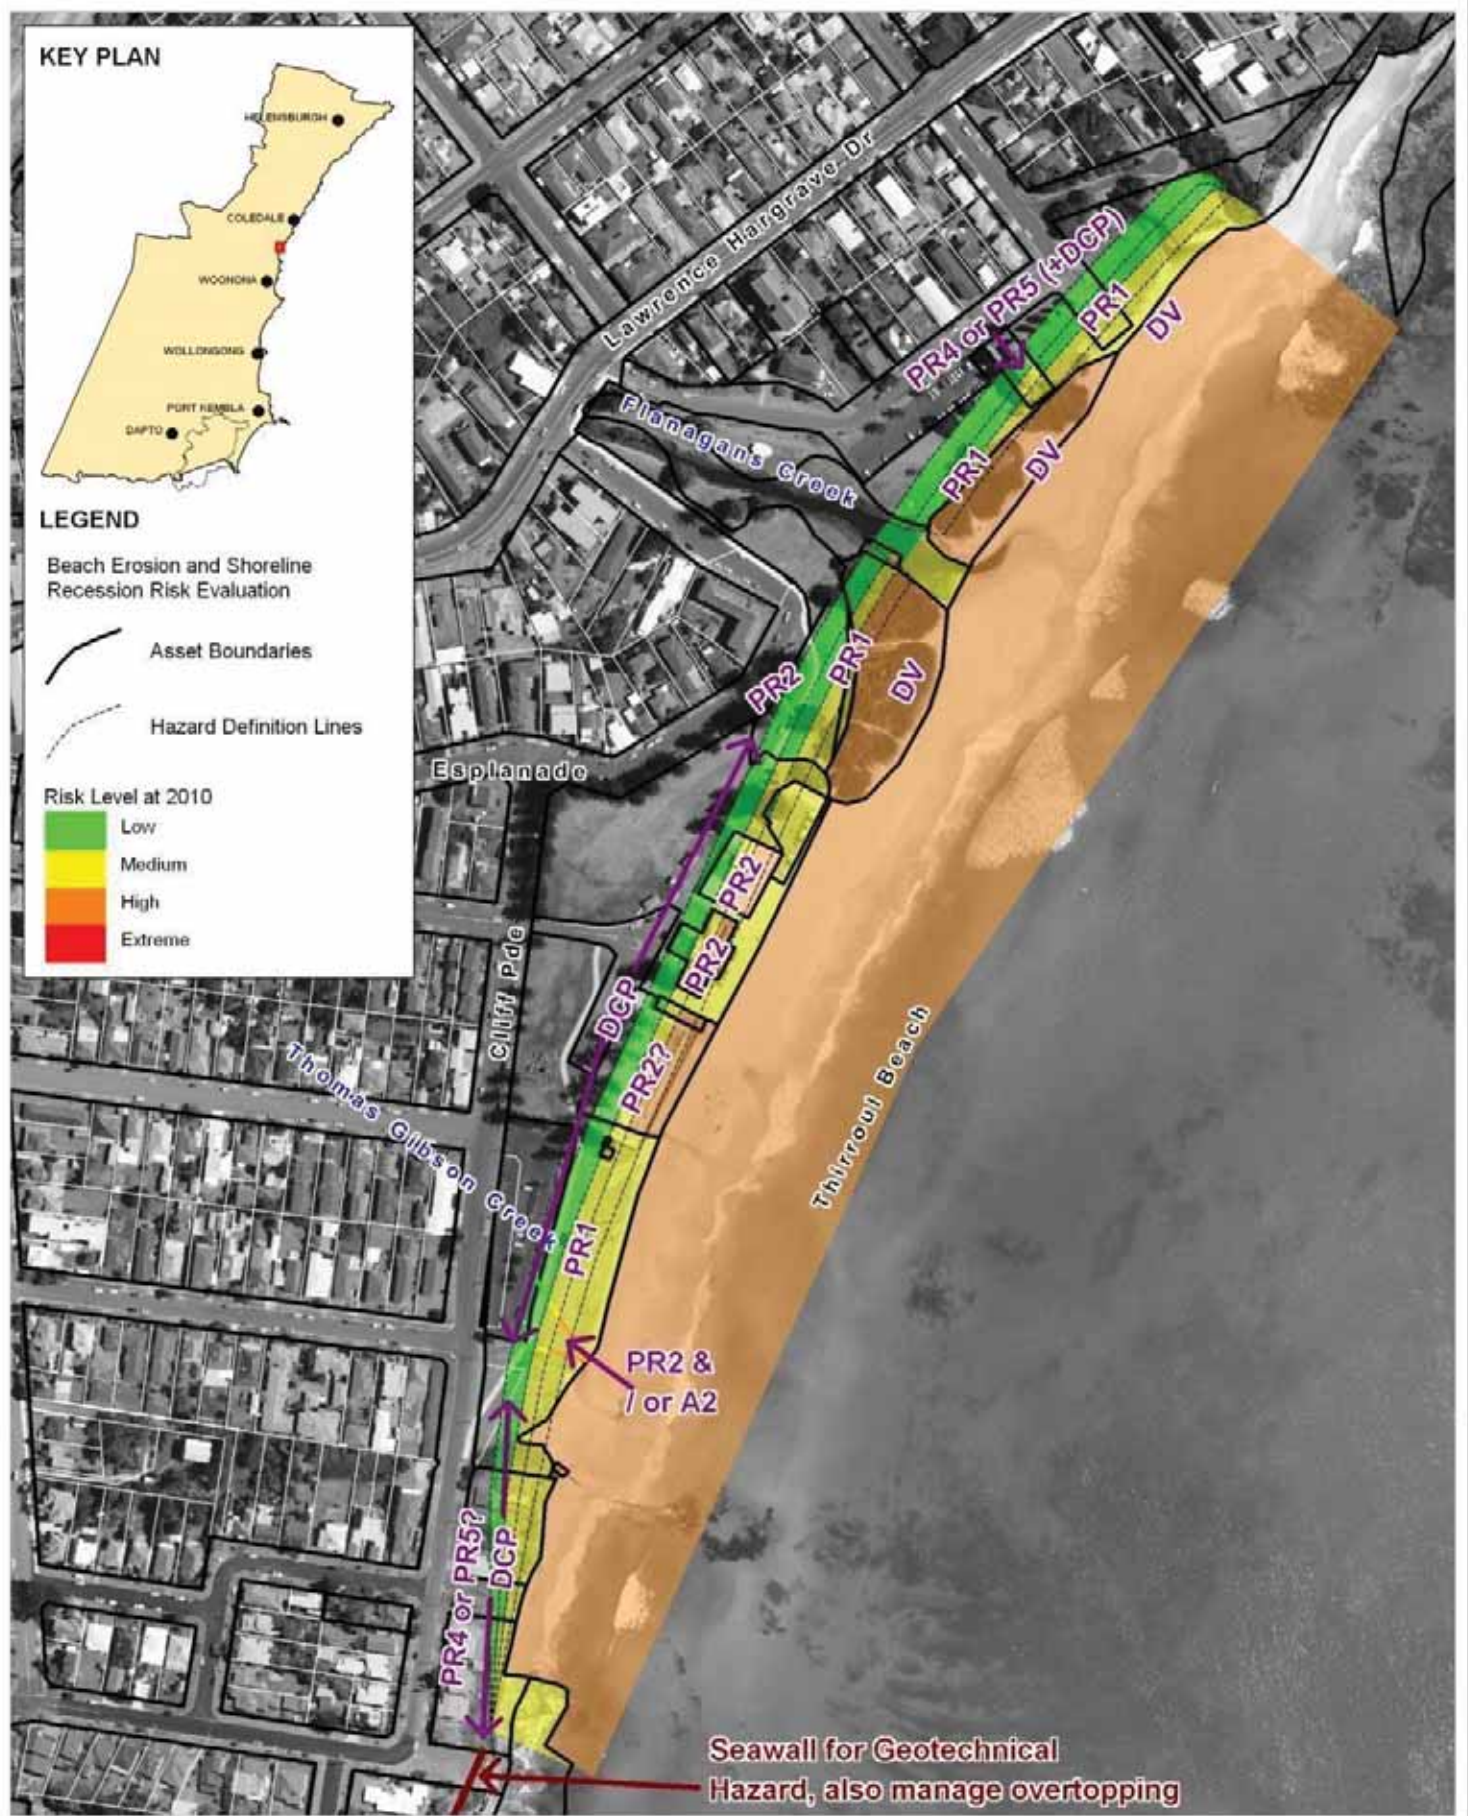 KEY PLAN
HELENSBURGH
COLEDALE
WOONONA
WOLLONGONG
PORT KEMBLA
DAPTO
LEGEND
Beach Erosion and Shoreline
Recession Risk Evaluation
Asset Boundaries
Hazard Definition Lines
Risk Level at 2010
Low
Medium
High
Extreme
Lawrence Hargrave Dr
PR4 or PR5 (+DCP)
PR1
DV
Flanagans Creek
PR1
DV
PR1
DV
PR2
Esplanade
PR2
PR2
Cliff Pde
DCP
PR2?
Thomas Gibson Creek
Thirroul Beach
PR1
PR2 &
/ or A2
PR4 or PR5?
DCP
Seawall for Geotechnical
Hazard, also manage overtopping